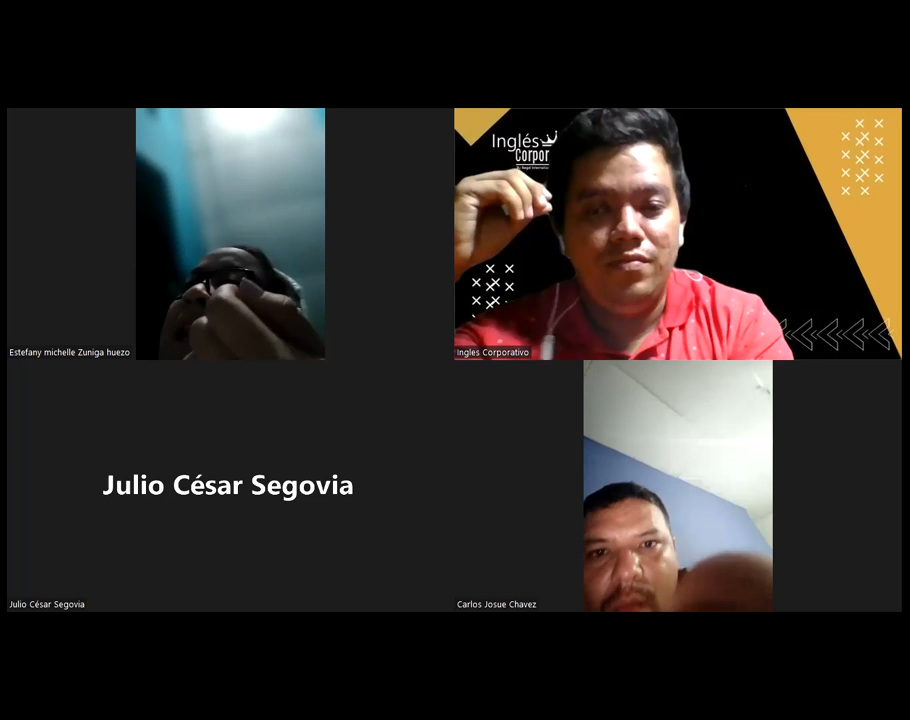 Inglés
Corpor
Estefany michelle Zuniga huezo
Ingles Corporativo
Julio César Segovia
Julio César Segovia
Carlos Josue Chavez